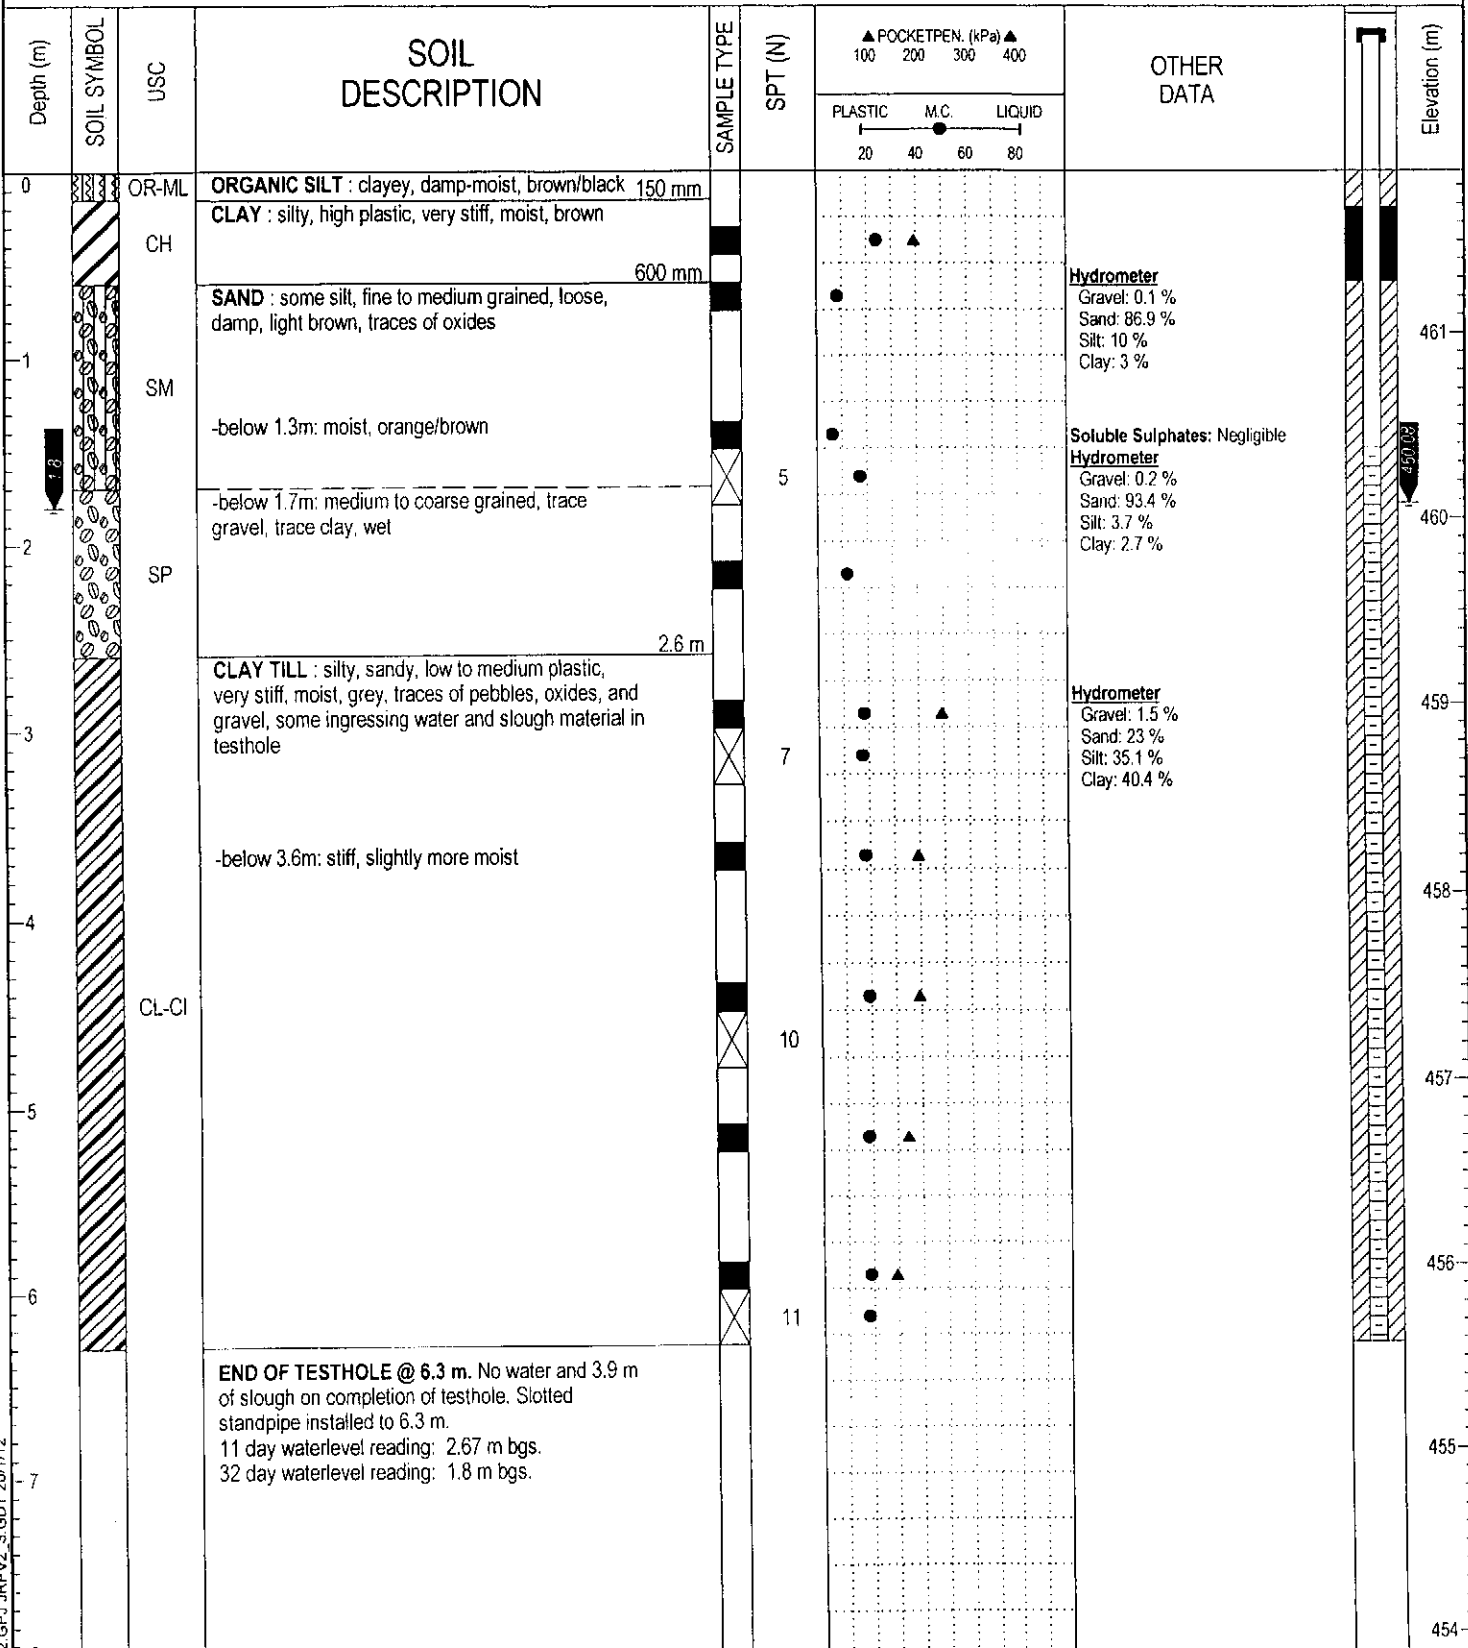 Depth (m)
SOIL SYMBOL
USC
SOIL
DESCRIPTION
SAMPLE TYPE
SPT (N)
▲ POCKETPEN. (kPa) ▲
100 200 300 400
PLASTIC M.C. LIQUID
20 40 60 80
OTHER
DATA
Elevation (m)
0
OR-ML
ORGANIC SILT : clayey, damp-moist, brown/black 150 mm
CLAY : silty, high plastic, very stiff, moist, brown
CH
600 mm
SAND : some silt, fine to medium grained, loose,
damp, light brown, traces of oxides
Hydrometer
Gravel: 0.1 %
Sand: 86.9 %
Silt: 10 %
Clay: 3 %
461
1
SM
-below 1.3m: moist, orange/brown
Soluble Sulphates: Negligible
Hydrometer
Gravel: 0.2 %
Sand: 93.4 %
Silt: 3.7 %
Clay: 2.7 %
1.8
460.08
5
-below 1.7m: medium to coarse grained, trace
gravel, trace clay, wet
460
2
SP
2.6 m
CLAY TILL : silty, sandy, low to medium plastic,
very stiff, moist, grey, traces of pebbles, oxides, and
gravel, some ingressing water and slough material in
testhole
Hydrometer
Gravel: 1.5 %
Sand: 23 %
Silt: 35.1 %
Clay: 40.4 %
459
3
7
-below 3.6m: stiff, slightly more moist
458
4
CL-CI
10
457
5
456
6
11
END OF TESTHOLE @ 6.3 m. No water and 3.9 m
of slough on completion of testhole. Slotted
standpipe installed to 6.3 m.
11 day waterlevel reading: 2.67 m bgs.
32 day waterlevel reading: 1.8 m bgs.
455
7
454